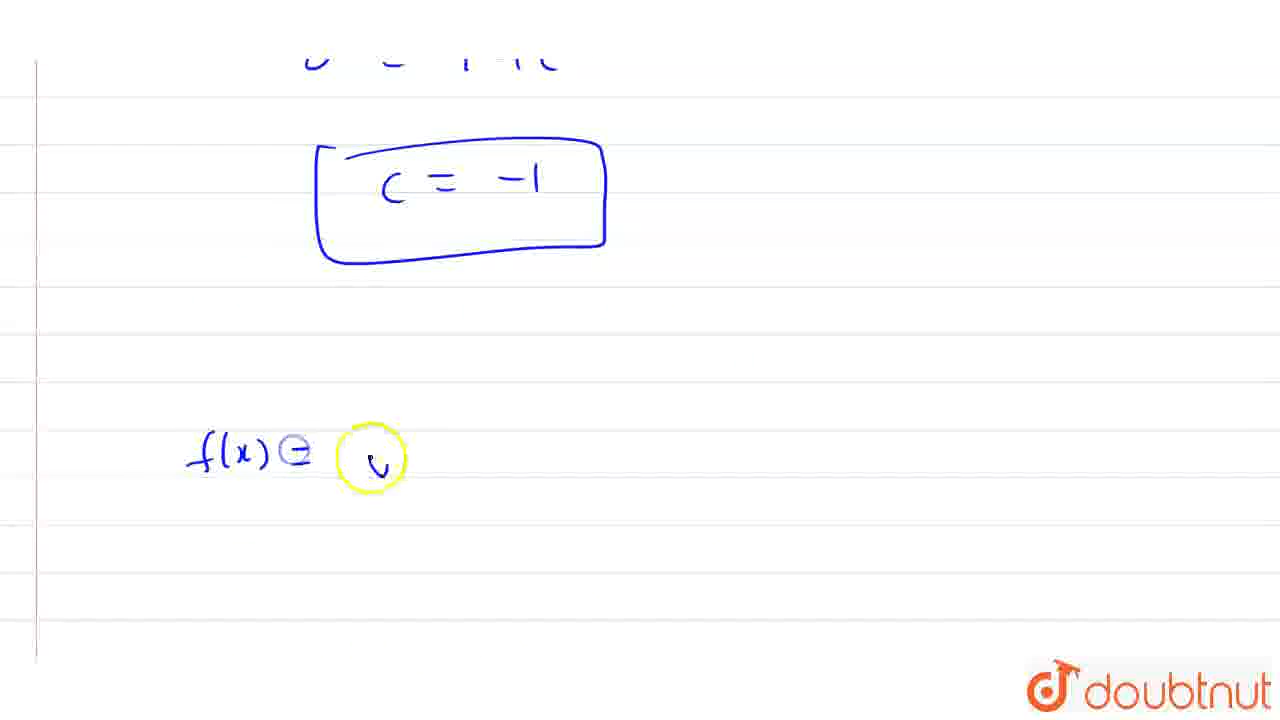 c = -1
f(x) =
doubtnut